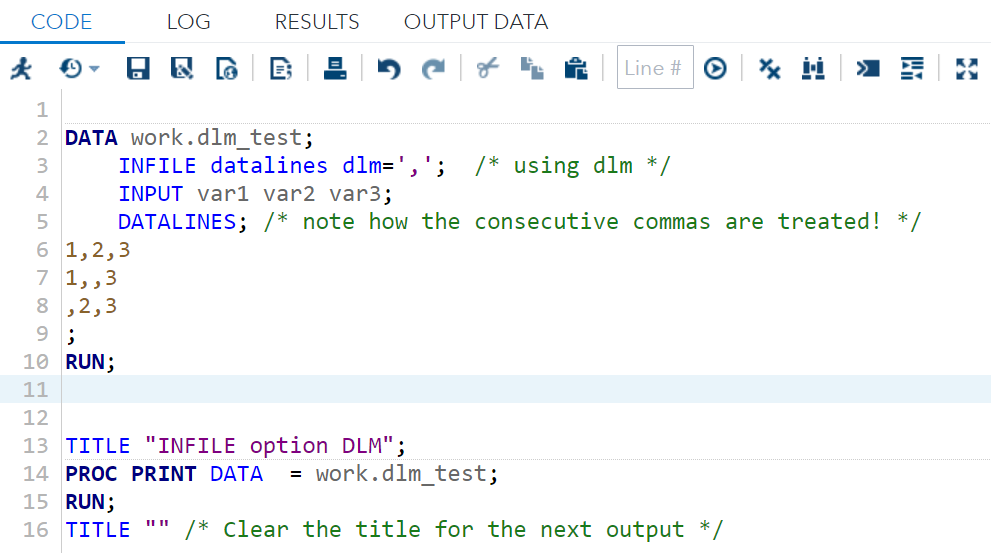 CODE LOG RESULTS OUTPUT DATA
Line #
1
2 DATA work.dlm_test;
3     INFILE datalines dlm=',';  /* using dlm */
4     INPUT var1 var2 var3;
5     DATALINES; /* note how the consecutive commas are treated! */
6 1,2,3
7 1,,3
8 ,2,3
9 ;
10 RUN;
11
12
13 TITLE "INFILE option DLM";
14 PROC PRINT DATA  = work.dlm_test;
15 RUN;
16 TITLE "" /* Clear the title for the next output */